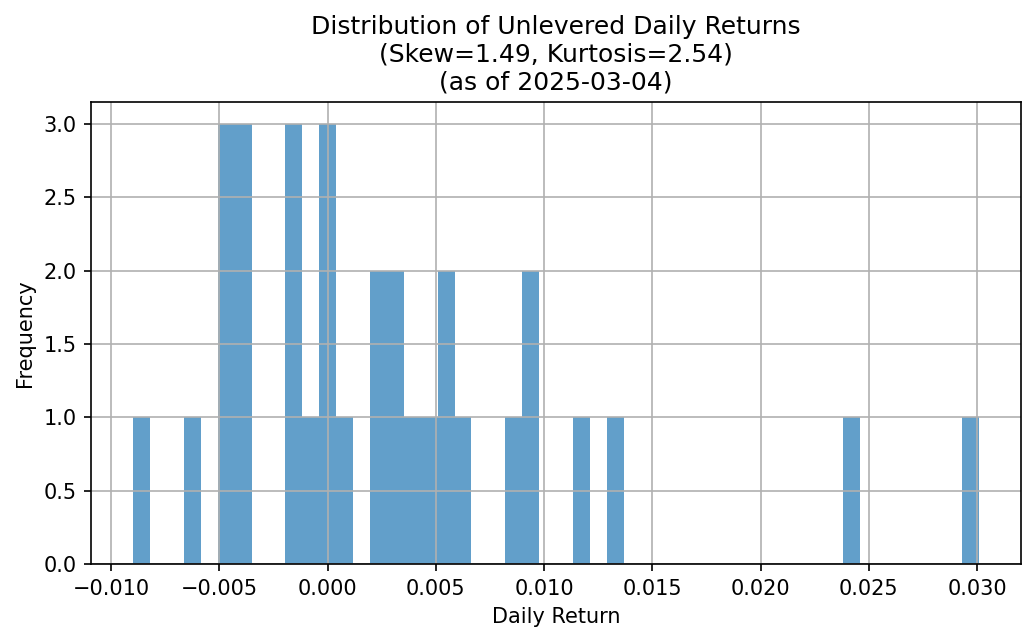 Distribution of Unlevered Daily Returns
(Skew=1.49, Kurtosis=2.54)
(as of 2025-03-04)
Frequency
3.0
2.5
2.0
1.5
1.0
0.5
0.0
−0.010 −0.005 0.000 0.005 0.010 0.015 0.020 0.025 0.030
Daily Return